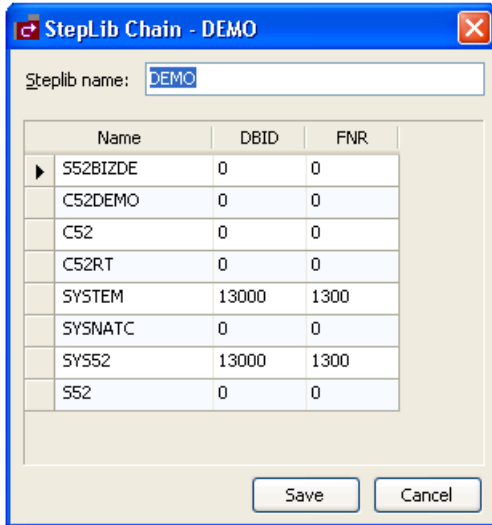 StepLib Chain - DEMO
Steplib name: DEMO
Name DBID FNR
S52BIZDE 0 0
C52DEMO 0 0
C52 0 0
C52RT 0 0
SYSTEM 13000 1300
SYSNATC 0 0
SYS52 13000 1300
S52 0 0
Save Cancel